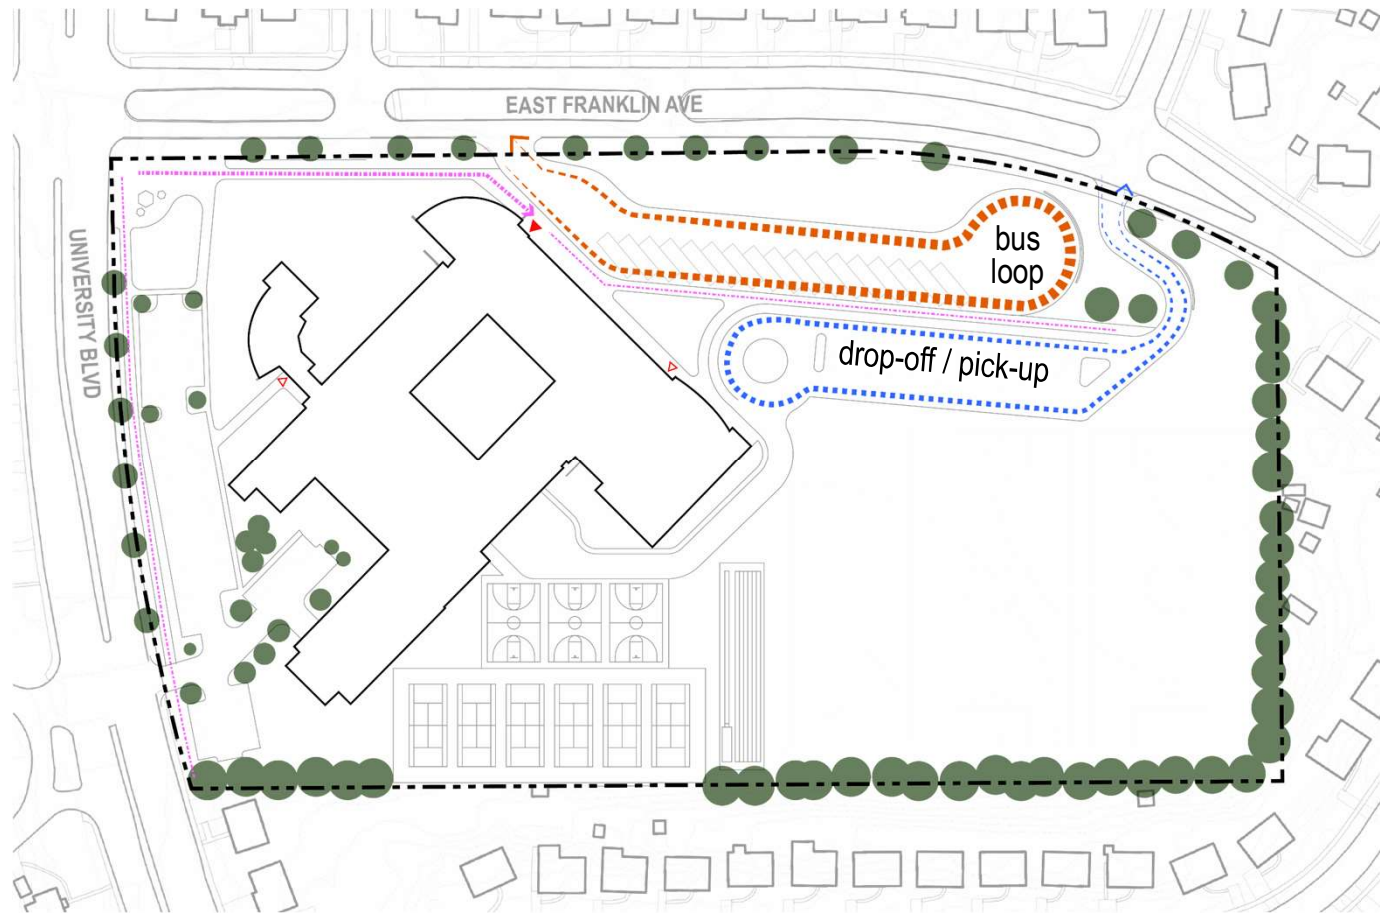 EAST FRANKLIN AVE
UNIVERSITY BLVD
bus
loop
drop-off / pick-up